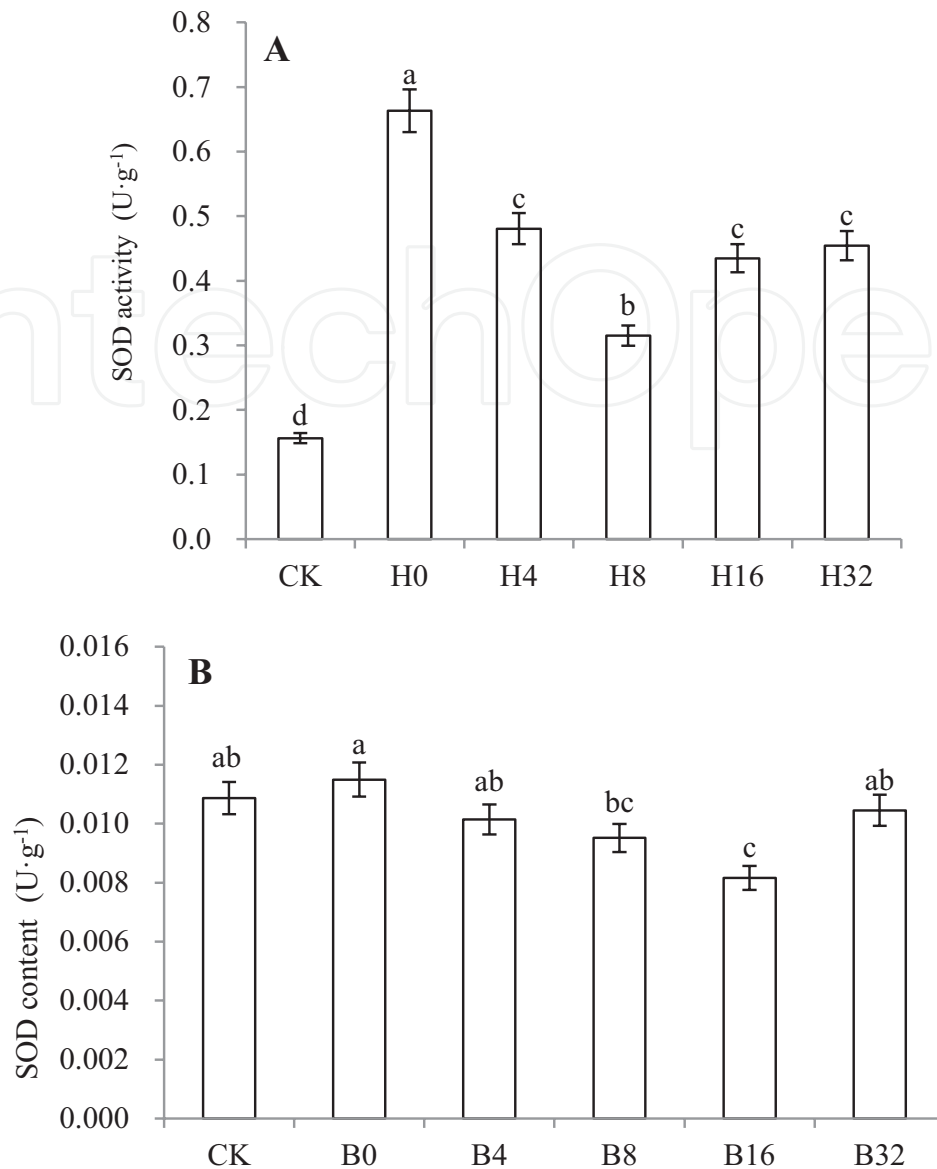 A
SOD activity (U·g⁻¹)
0.8
0.7
0.6
0.5
0.4
0.3
0.2
0.1
0.0
d
a
c
b
c
c
CK H0 H4 H8 H16 H32
B
SOD content (U·g⁻¹)
0.016
0.014
0.012
0.010
0.008
0.006
0.004
0.002
0.000
ab
a
ab
bc
c
ab
CK B0 B4 B8 B16 B32
ntechOpe